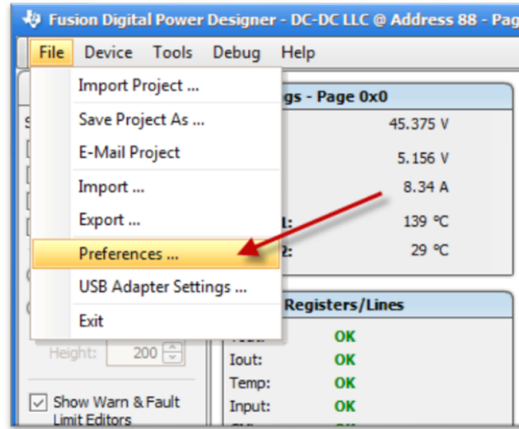 Fusion Digital Power Designer - DC-DC LLC @ Address 88 - Pag
File Device Tools Debug Help
Import Project ...
Save Project As ...
E-Mail Project
Import ...
Export ...
Preferences ...
USB Adapter Settings ...
Exit
gs - Page 0x0
45.375 V
5.156 V
8.34 A
1: 139 °C
2: 29 °C
Registers/Lines
OK
Height: 200
Iout: OK
Temp: OK
Input: OK
Show Warn & Fault
Limit Editors